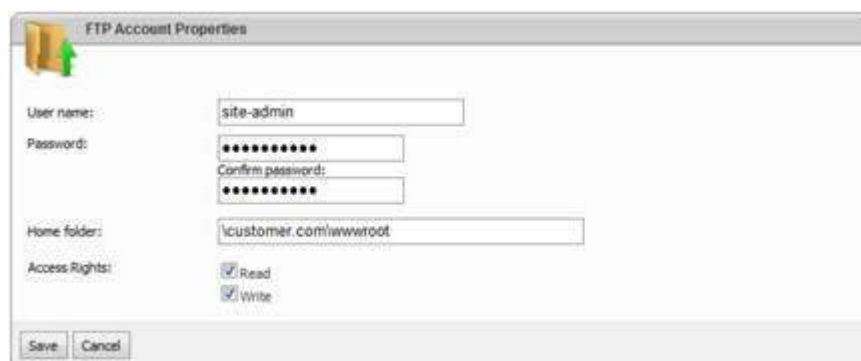 FTP Account Properties
User name:
site-admin
Password:
••••••••••
Confirm password:
••••••••••
Home folder:
\customer.com\wwwroot
Access Rights:
Read
Write
Save
Cancel